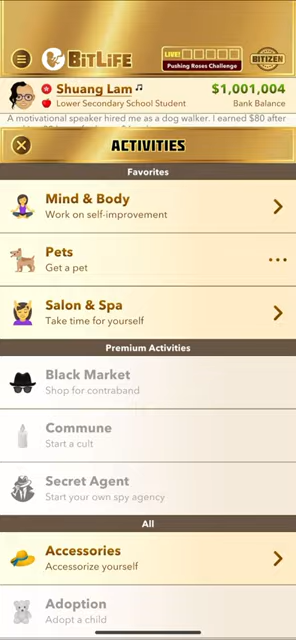 BitLife
LIVE!
Pushing Roses Challenge
BITIZEN
Shuang Lam
$1,001,004
Lower Secondary School Student
Bank Balance
A motivational speaker hired me as a dog walker. I earned $80 after
ACTIVITIES
Favorites
Mind & Body
Work on self-improvement
Pets
Get a pet
Salon & Spa
Take time for yourself
Premium Activities
Black Market
Shop for contraband
Commune
Start a cult
Secret Agent
Start your own spy agency
All
Accessories
Accessorize yourself
Adoption
Adopt a child